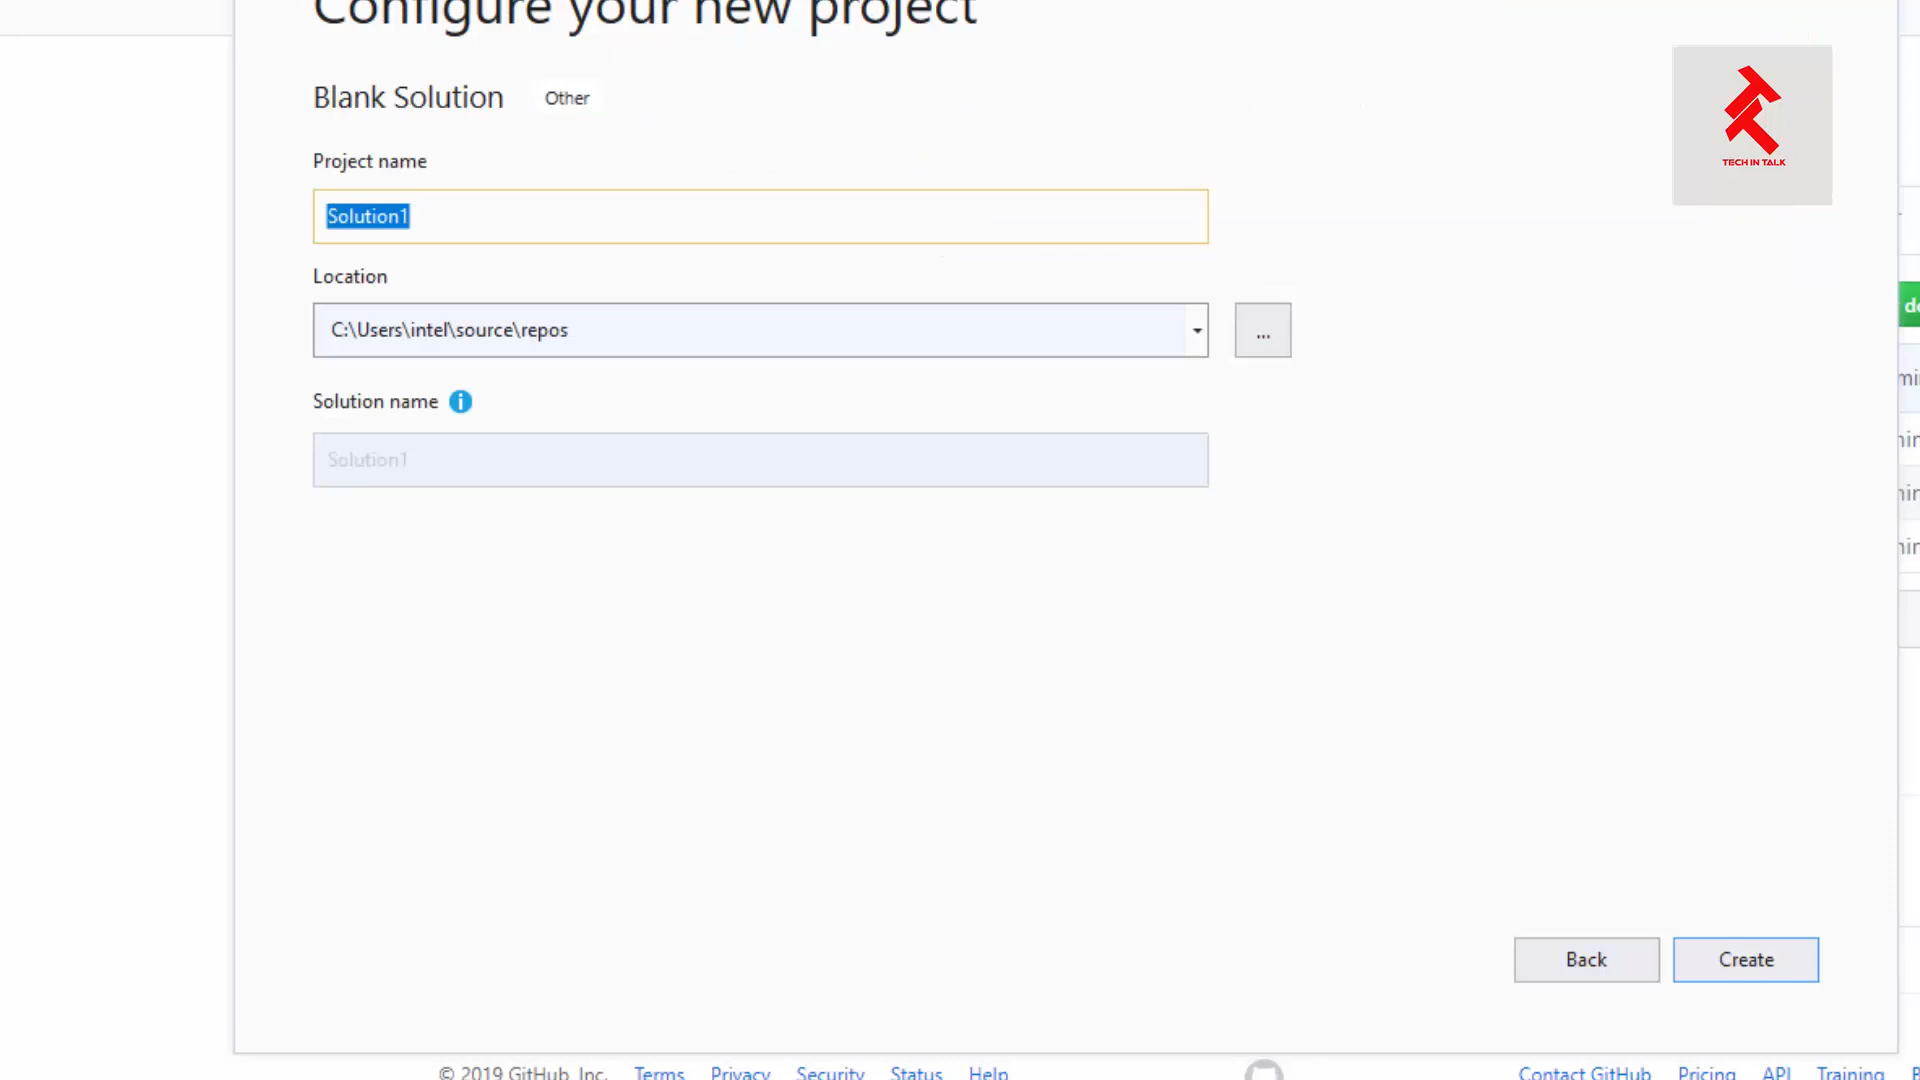 Configure your new project
Blank Solution Other
TECH IN TALK
Project name
Solution1
Location
C:\Users\intel\source\repos
...
Solution name
Solution1
Back
Create
© 2019 GitHub, Inc. Terms Privacy Security Status Help
Contact GitHub Pricing API Training